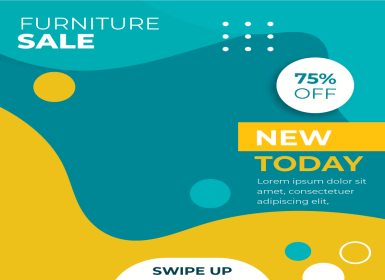 FURNITURE
SALE
75%
OFF
NEW
TODAY
Lorem ipsum dolor sit
amet, consectetuer
adipiscing elit,
SWIPE UP